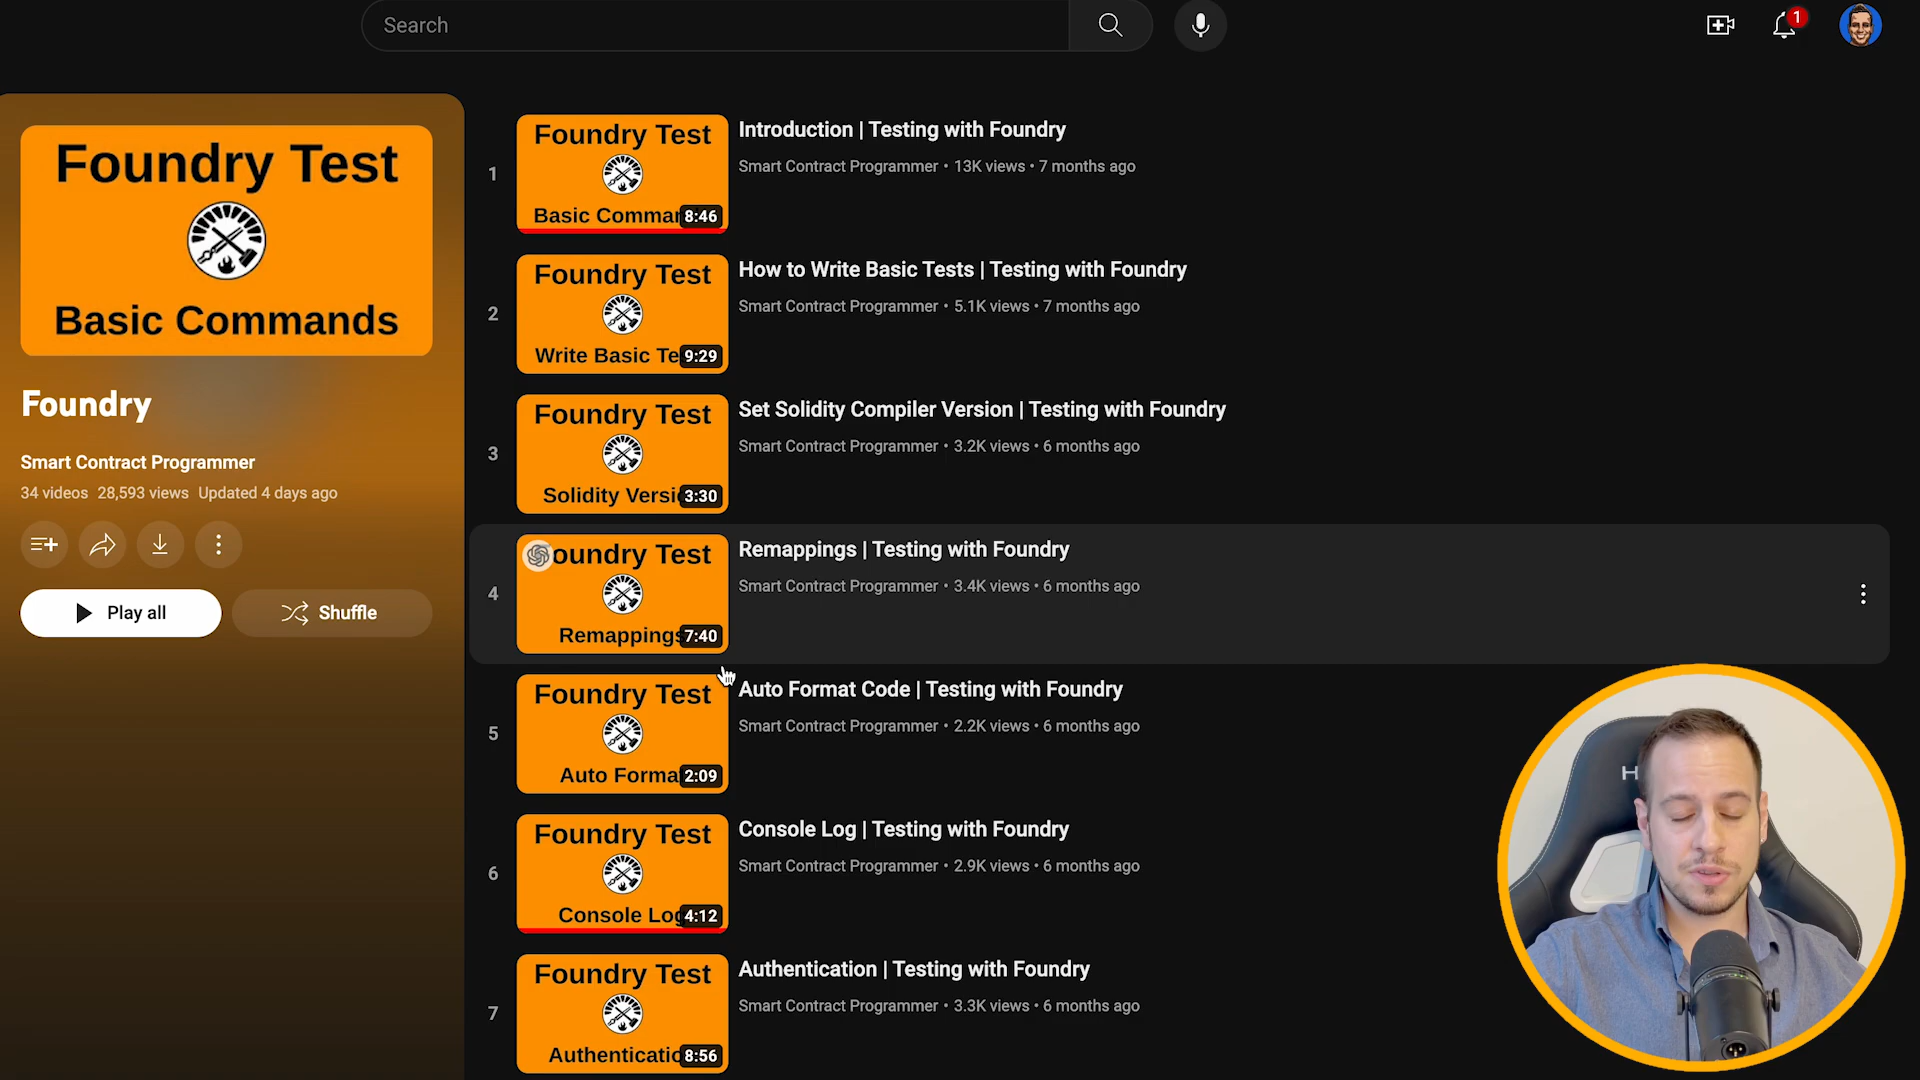 Search
1
Foundry Test
Basic Commands
Foundry
Smart Contract Programmer
34 videos 28,593 views Updated 4 days ago
Play all
Shuffle
1
Foundry Test
Basic Commar
8:46
Introduction | Testing with Foundry
Smart Contract Programmer • 13K views • 7 months ago
2
Foundry Test
Write Basic Te
9:29
How to Write Basic Tests | Testing with Foundry
Smart Contract Programmer • 5.1K views • 7 months ago
3
Foundry Test
Solidity Versi
3:30
Set Solidity Compiler Version | Testing with Foundry
Smart Contract Programmer • 3.2K views • 6 months ago
4
oundry Test
Remappings
7:40
Remappings | Testing with Foundry
Smart Contract Programmer • 3.4K views • 6 months ago
5
Foundry Test
Auto Forma
2:09
Auto Format Code | Testing with Foundry
Smart Contract Programmer • 2.2K views • 6 months ago
6
Foundry Test
Console Log
4:12
Console Log | Testing with Foundry
Smart Contract Programmer • 2.9K views • 6 months ago
7
Foundry Test
Authenticatio
8:56
Authentication | Testing with Foundry
Smart Contract Programmer • 3.3K views • 6 months ago
H